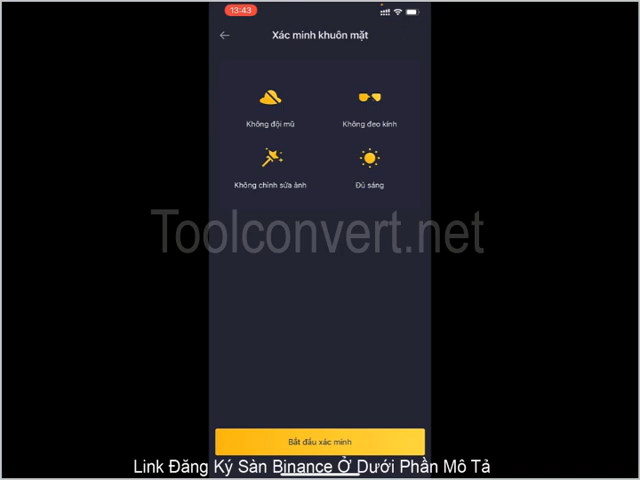 13:43
Xác minh khuôn mặt
Không đội mũ
Không đeo kính
Không chỉnh sửa ảnh
Đủ sáng
Toolconvert.net
Bắt đầu xác minh
Link Đăng Ký Sàn Binance Ở Dưới Phần Mô Tả